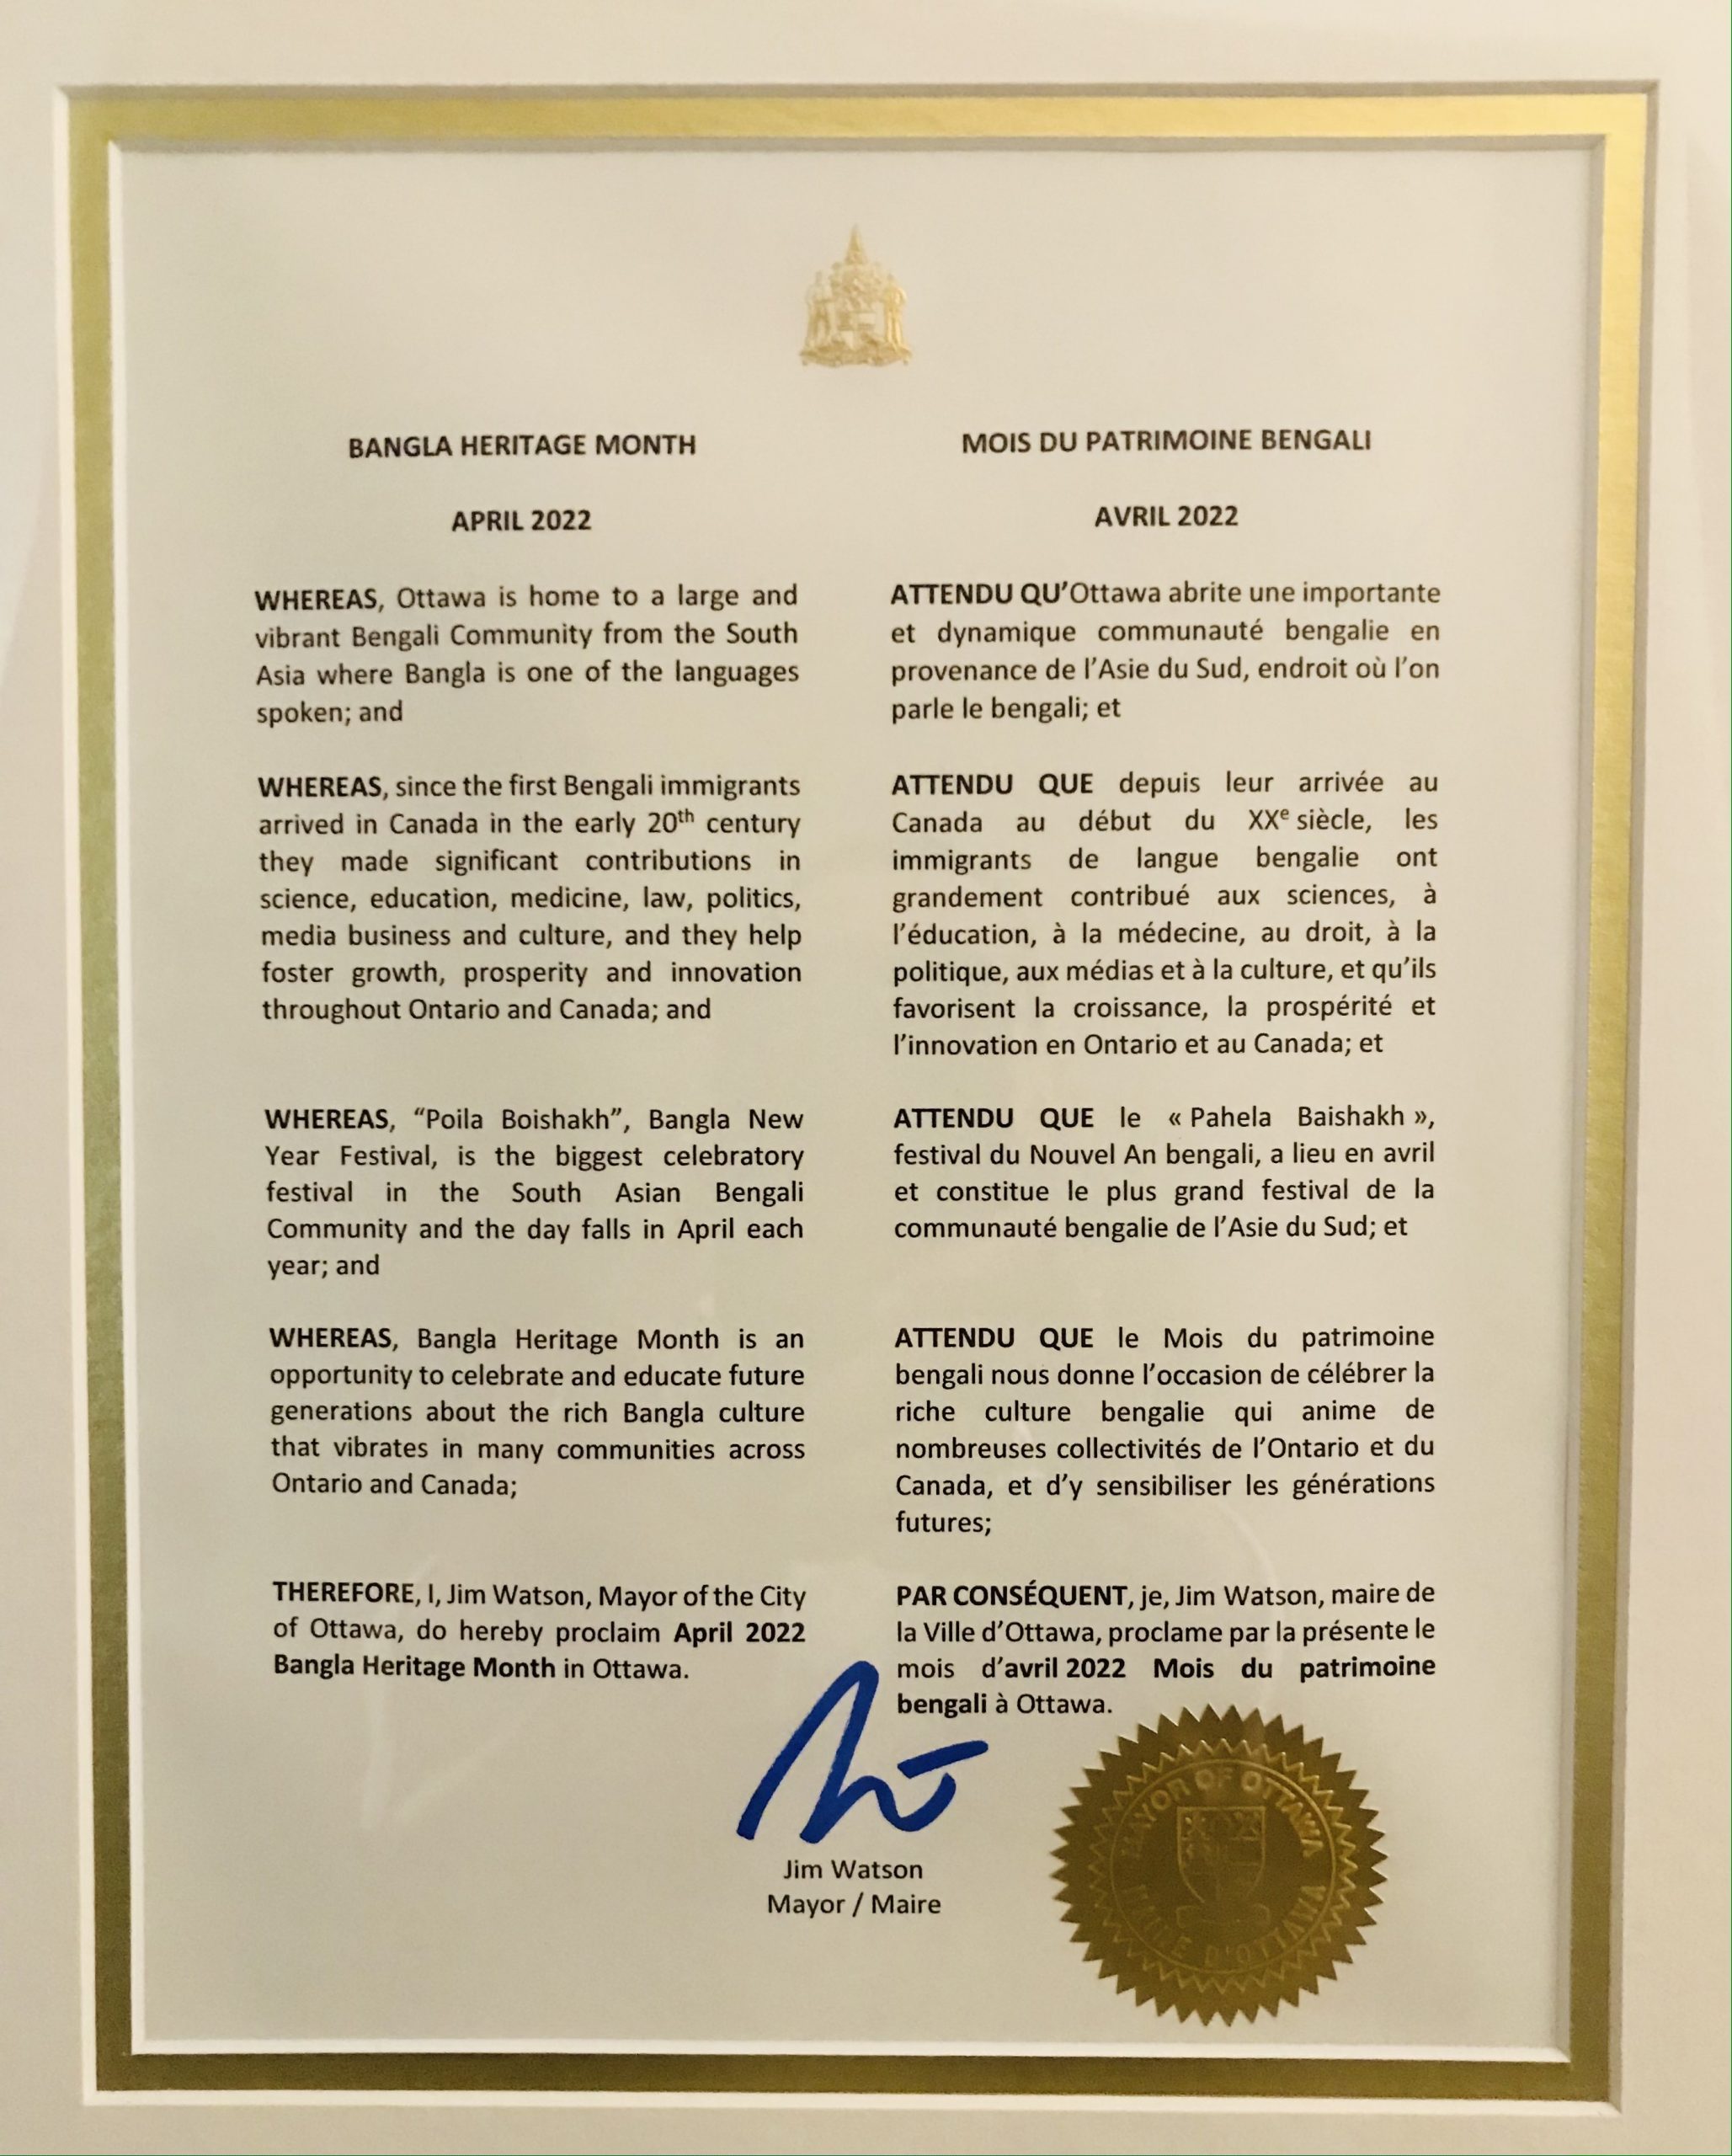 BANGLA HERITAGE MONTH
APRIL 2022
WHEREAS, Ottawa is home to a large and
vibrant Bengali Community from the South
Asia where Bangla is one of the languages
spoken; and
WHEREAS, since the first Bengali immigrants
arrived in Canada in the early 20th century
they made significant contributions in
science, education, medicine, law, politics,
media business and culture, and they help
foster growth, prosperity and innovation
throughout Ontario and Canada; and
WHEREAS, “Poila Boishakh”, Bangla New
Year Festival, is the biggest celebratory
festival in the South Asian Bengali
Community and the day falls in April each
year; and
WHEREAS, Bangla Heritage Month is an
opportunity to celebrate and educate future
generations about the rich Bangla culture
that vibrates in many communities across
Ontario and Canada;
THEREFORE, I, Jim Watson, Mayor of the City
of Ottawa, do hereby proclaim April 2022
Bangla Heritage Month in Ottawa.
MOIS DU PATRIMOINE BENGALI
AVRIL 2022
ATTENDU QU’Ottawa abrite une importante
et dynamique communauté bengalie en
provenance de l’Asie du Sud, endroit où l’on
parle le bengali; et
ATTENDU QUE depuis leur arrivée au
Canada au début du XXe siècle, les
immigrants de langue bengalie ont
grandement contribué aux sciences, à
l’éducation, à la médecine, au droit, à la
politique, aux médias et à la culture, et qu’ils
favorisent la croissance, la prospérité et
l’innovation en Ontario et au Canada; et
ATTENDU QUE le « Pahela Baishakh »,
festival du Nouvel An bengali, a lieu en avril
et constitue le plus grand festival de la
communauté bengalie de l’Asie du Sud; et
ATTENDU QUE le Mois du patrimoine
bengali nous donne l’occasion de célébrer la
riche culture bengalie qui anime de
nombreuses collectivités de l’Ontario et du
Canada, et d’y sensibiliser les générations
futures;
PAR CONSÉQUENT, je, Jim Watson, maire de
la Ville d’Ottawa, proclame par la présente le
mois d’avril 2022 Mois du patrimoine
bengali à Ottawa.
Jim Watson
Mayor / Maire
MAYOR OF OTTAWA
MAIRE D'OTTAWA